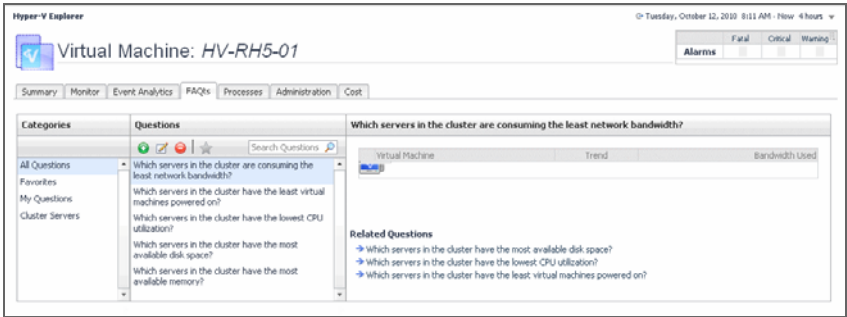 Hyper-V Explorer
Tuesday, October 12, 2010 8:11 AM - Now 4 hours
Virtual Machine: HV-RH5-01
Fatal Critical Warning
Alarms
Summary Monitor Event Analytics FAQts Processes Administration Cost
Categories
All Questions
Favorites
My Questions
Cluster Servers
Questions
Search Questions
Which servers in the cluster are consuming the
least network bandwidth?
Which servers in the cluster have the least virtual
machines powered on?
Which servers in the cluster have the lowest CPU
utilization?
Which servers in the cluster have the most
available disk space?
Which servers in the cluster have the most
available memory?
Which servers in the cluster are consuming the least network bandwidth?
Virtual Machine Trend Bandwidth Used
Related Questions
Which servers in the cluster have the most available disk space?
Which servers in the cluster have the lowest CPU utilization?
Which servers in the cluster have the least virtual machines powered on?